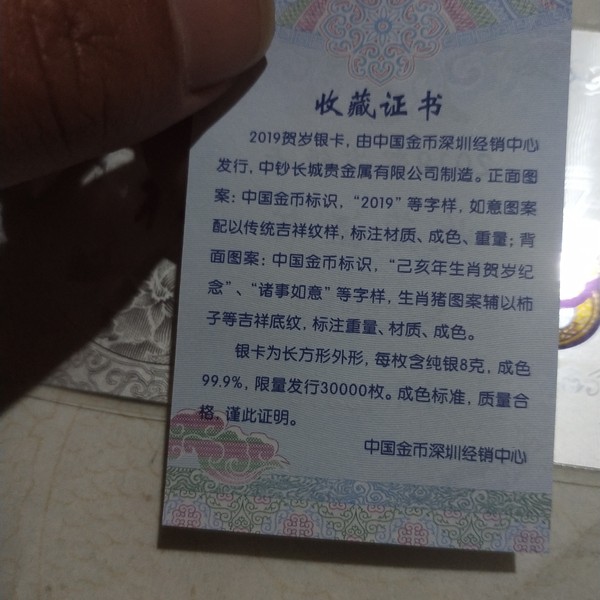 收藏证书
2019贺岁银卡，由中国金币深圳经销中心
发行，中钞长城贵金属有限公司制造。正面图
案：中国金币标识，“2019”等字样，如意图案
配以传统吉祥纹样，标注材质、成色、重量；背
面图案：中国金币标识，“己亥年生肖贺岁纪
念”、“诸事如意”等字样，生肖猪图案辅以柿
子等吉祥底纹，标注重量、材质、成色。
银卡为长方形外形，每枚含纯银8克，成色
99.9%，限量发行30000枚。成色标准，质量合
格，谨此证明。
中国金币深圳经销中心